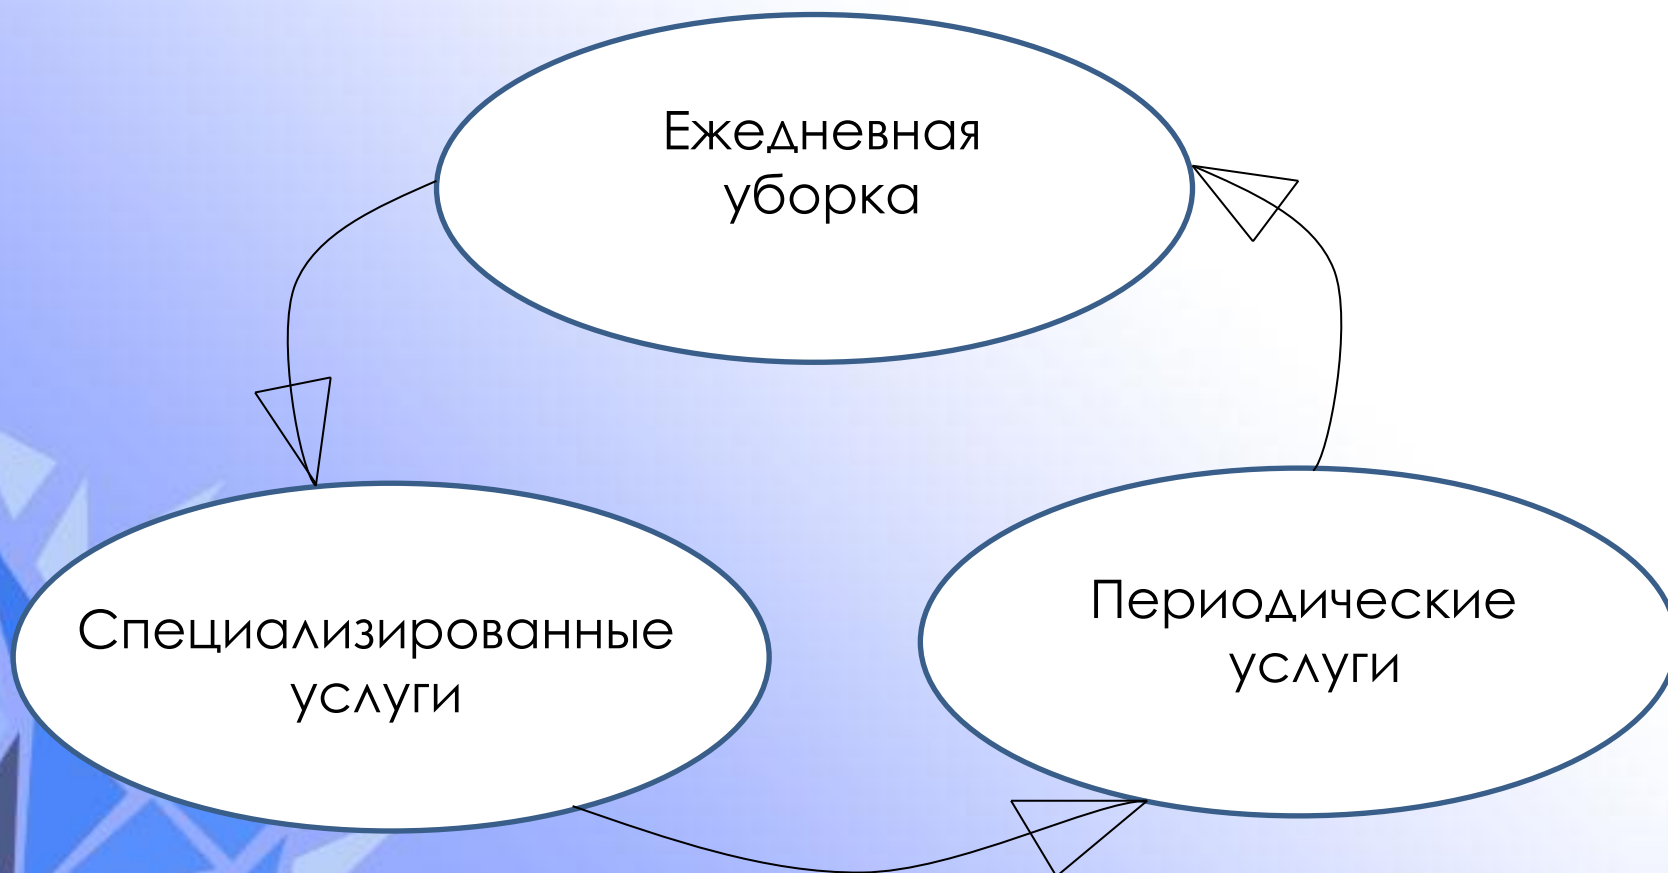 Ежедневная
уборка
Специализированные
услуги
Периодические
услуги